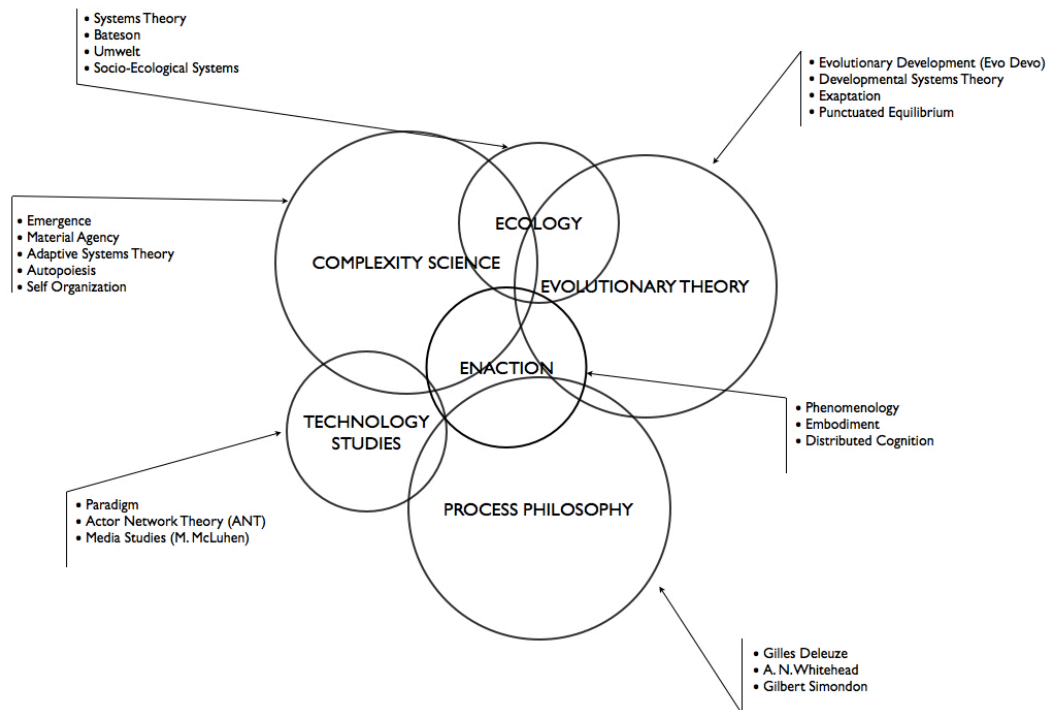 • Systems Theory
• Bateson
• Umwelt
• Socio-Ecological Systems
• Evolutionary Development (Evo Devo)
• Developmental Systems Theory
• Exaptation
• Punctuated Equilibrium
• Emergence
• Material Agency
• Adaptive Systems Theory
• Autopoiesis
• Self Organization
ECOLOGY
COMPLEXITY SCIENCE
EVOLUTIONARY THEORY
ENACTION
TECHNOLOGY
STUDIES
PROCESS PHILOSOPHY
• Phenomenology
• Embodiment
• Distributed Cognition
• Paradigm
• Actor Network Theory (ANT)
• Media Studies (M. McLuhen)
• Gilles Deleuze
• A. N. Whitehead
• Gilbert Simondon